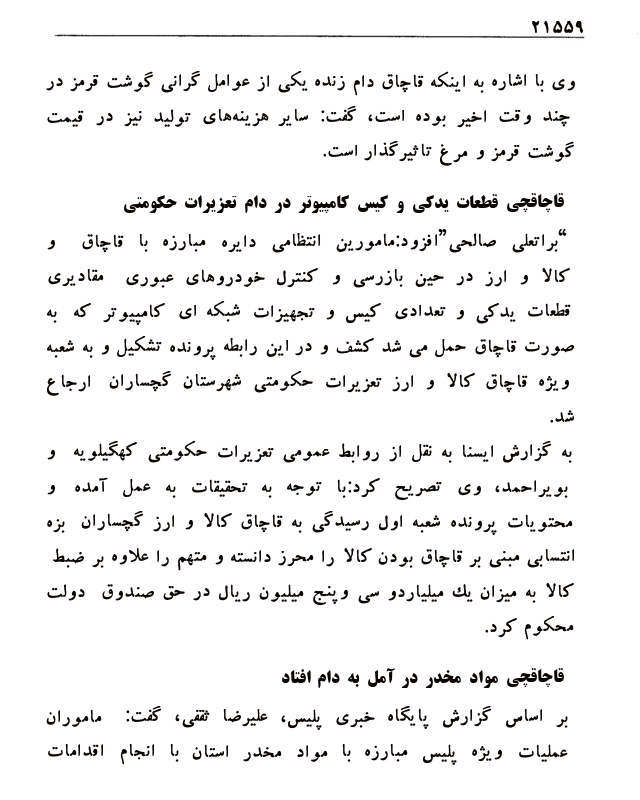 ۲۱۵۵۹
وی با اشاره به اینکه قاچاق دام زنده یکی از عوامل گرانی گوشت قرمز در
چند وقت اخیر بوده است، گفت: سایر هزینه‌های تولید نیز در قیمت
گوشت قرمز و مرغ تاثیرگذار است.
قاچاقچی قطعات یدکی و کیس کامپیوتر در دام تعزیرات حکومتی
“براتعلی صالحی”افزود:مامورین انتظامی دایره مبارزه با قاچاق و
کالا و ارز در حین بازرسی و کنترل خودروهای عبوری مقادیری
قطعات یدکی و تعدادی کیس و تجهیزات شبکه ای کامپیوتر که به
صورت قاچاق حمل می شد کشف و در این رابطه پرونده تشکیل و به شعبه
ویژه قاچاق کالا و ارز تعزیرات حکومتی شهرستان گچساران ارجاع
شد.
به گزارش ایسنا به نقل از روابط عمومی تعزیرات حکومتی کهگیلویه و
بویراحمد، وی تصریح کرد:با توجه به تحقیقات به عمل آمده و
محتویات پرونده شعبه اول رسیدگی به قاچاق کالا و ارز گچساران بزه
انتسابی مبنی بر قاچاق بودن کالا را محرز دانسته و متهم را علاوه بر ضبط
کالا به میزان یك میلیاردو سی وپنج میلیون ریال در حق صندوق دولت
محکوم کرد.
قاچاقچی مواد مخدر در آمل به دام افتاد
بر اساس گزارش پایگاه خبری پلیس، علیرضا ثقفی، گفت: ماموران
عملیات ویژه پلیس مبارزه با مواد مخدر استان با انجام اقدامات